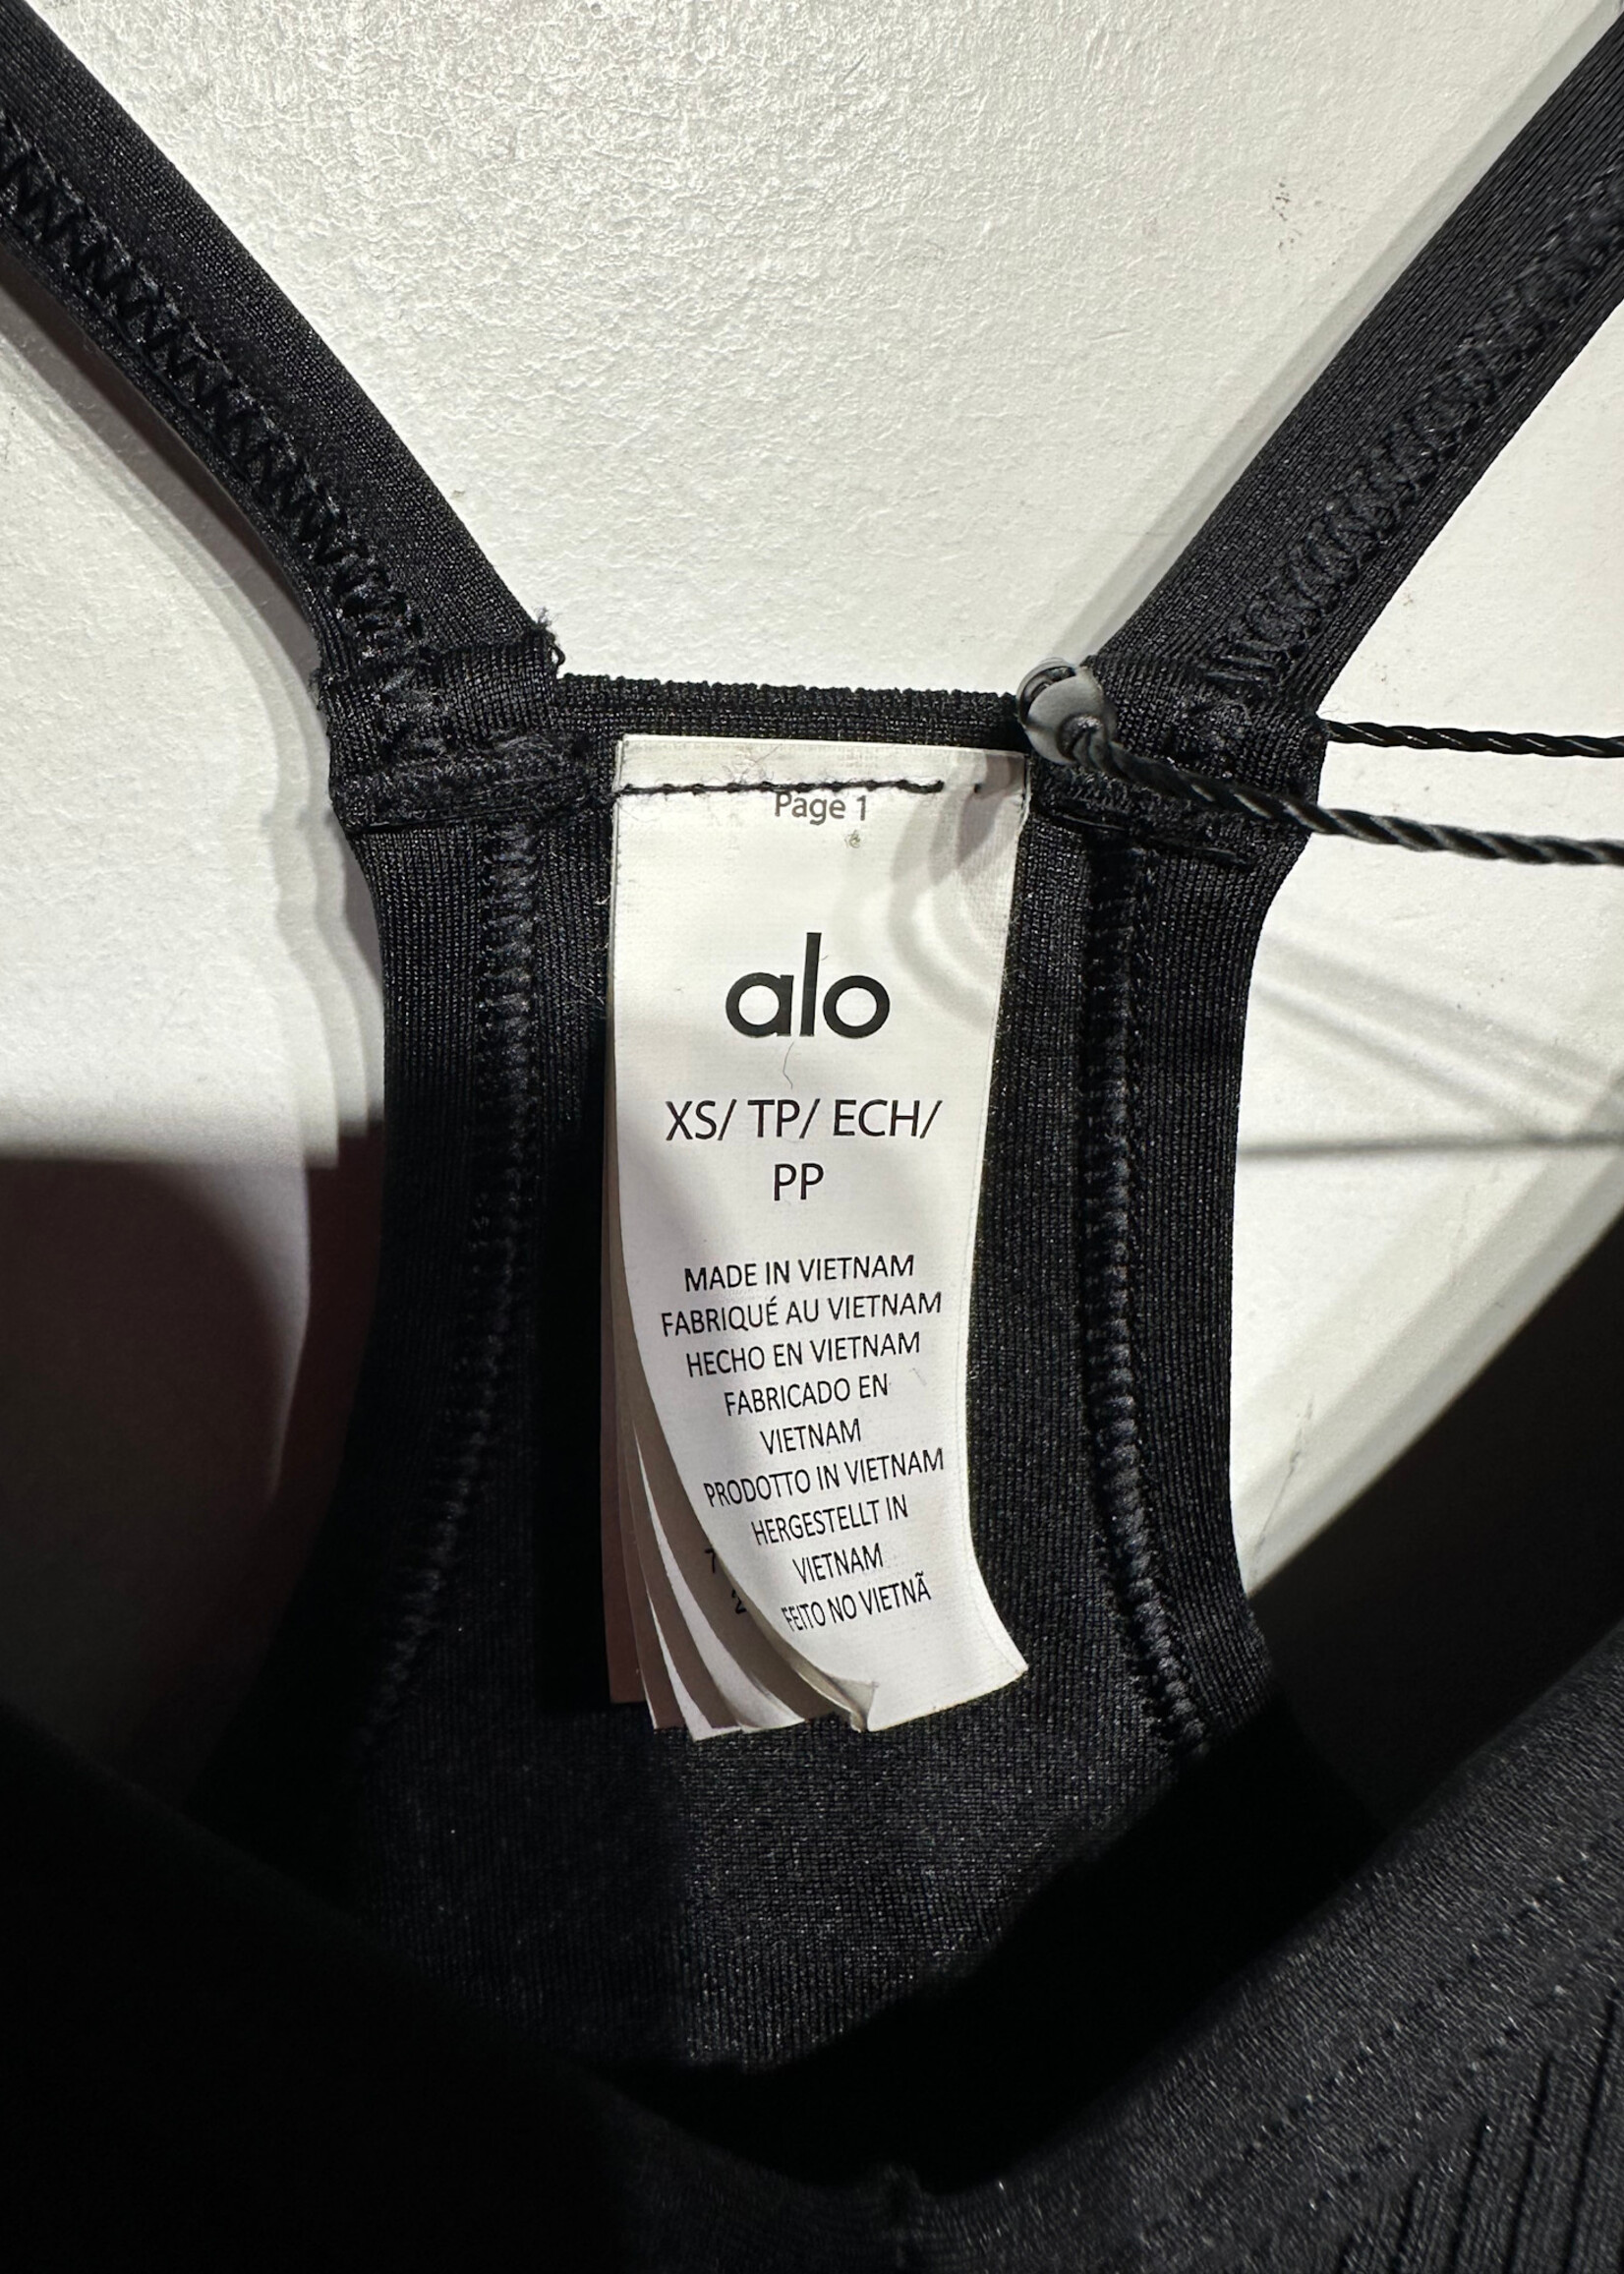 Page 1
alo
XS/ TP/ ECH/
PP
MADE IN VIETNAM
FABRIQUÉ AU VIETNAM
HECHO EN VIETNAM
FABRICADO EN
VIETNAM
PRODOTTO IN VIETNAM
HERGESTELLT IN
VIETNAM
FEITO NO VIETNÃ